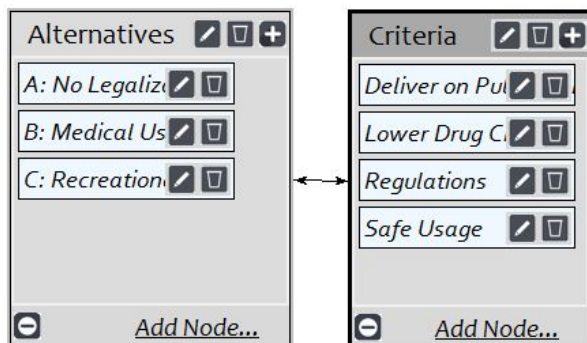 Alternatives
A: No Legaliz
B: Medical Us
C: Recreation
Add Node...
Criteria
Deliver on Pu
Lower Drug C
Regulations
Safe Usage
Add Node...